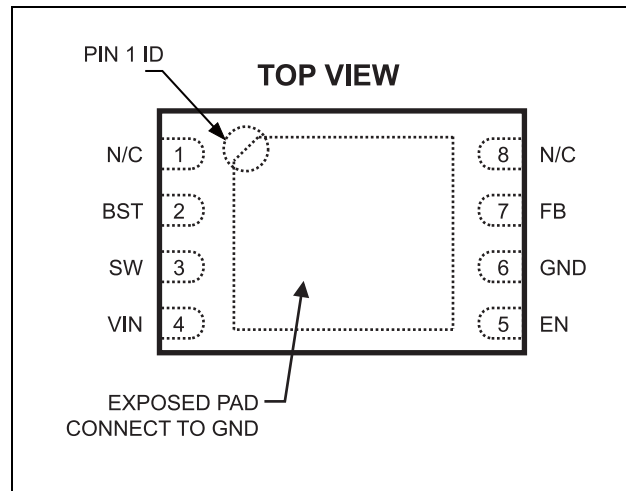 PIN 1 ID
TOP VIEW
N/C 1 8 N/C
BST 2 7 FB
SW 3 6 GND
VIN 4 5 EN
EXPOSED PAD
CONNECT TO GND